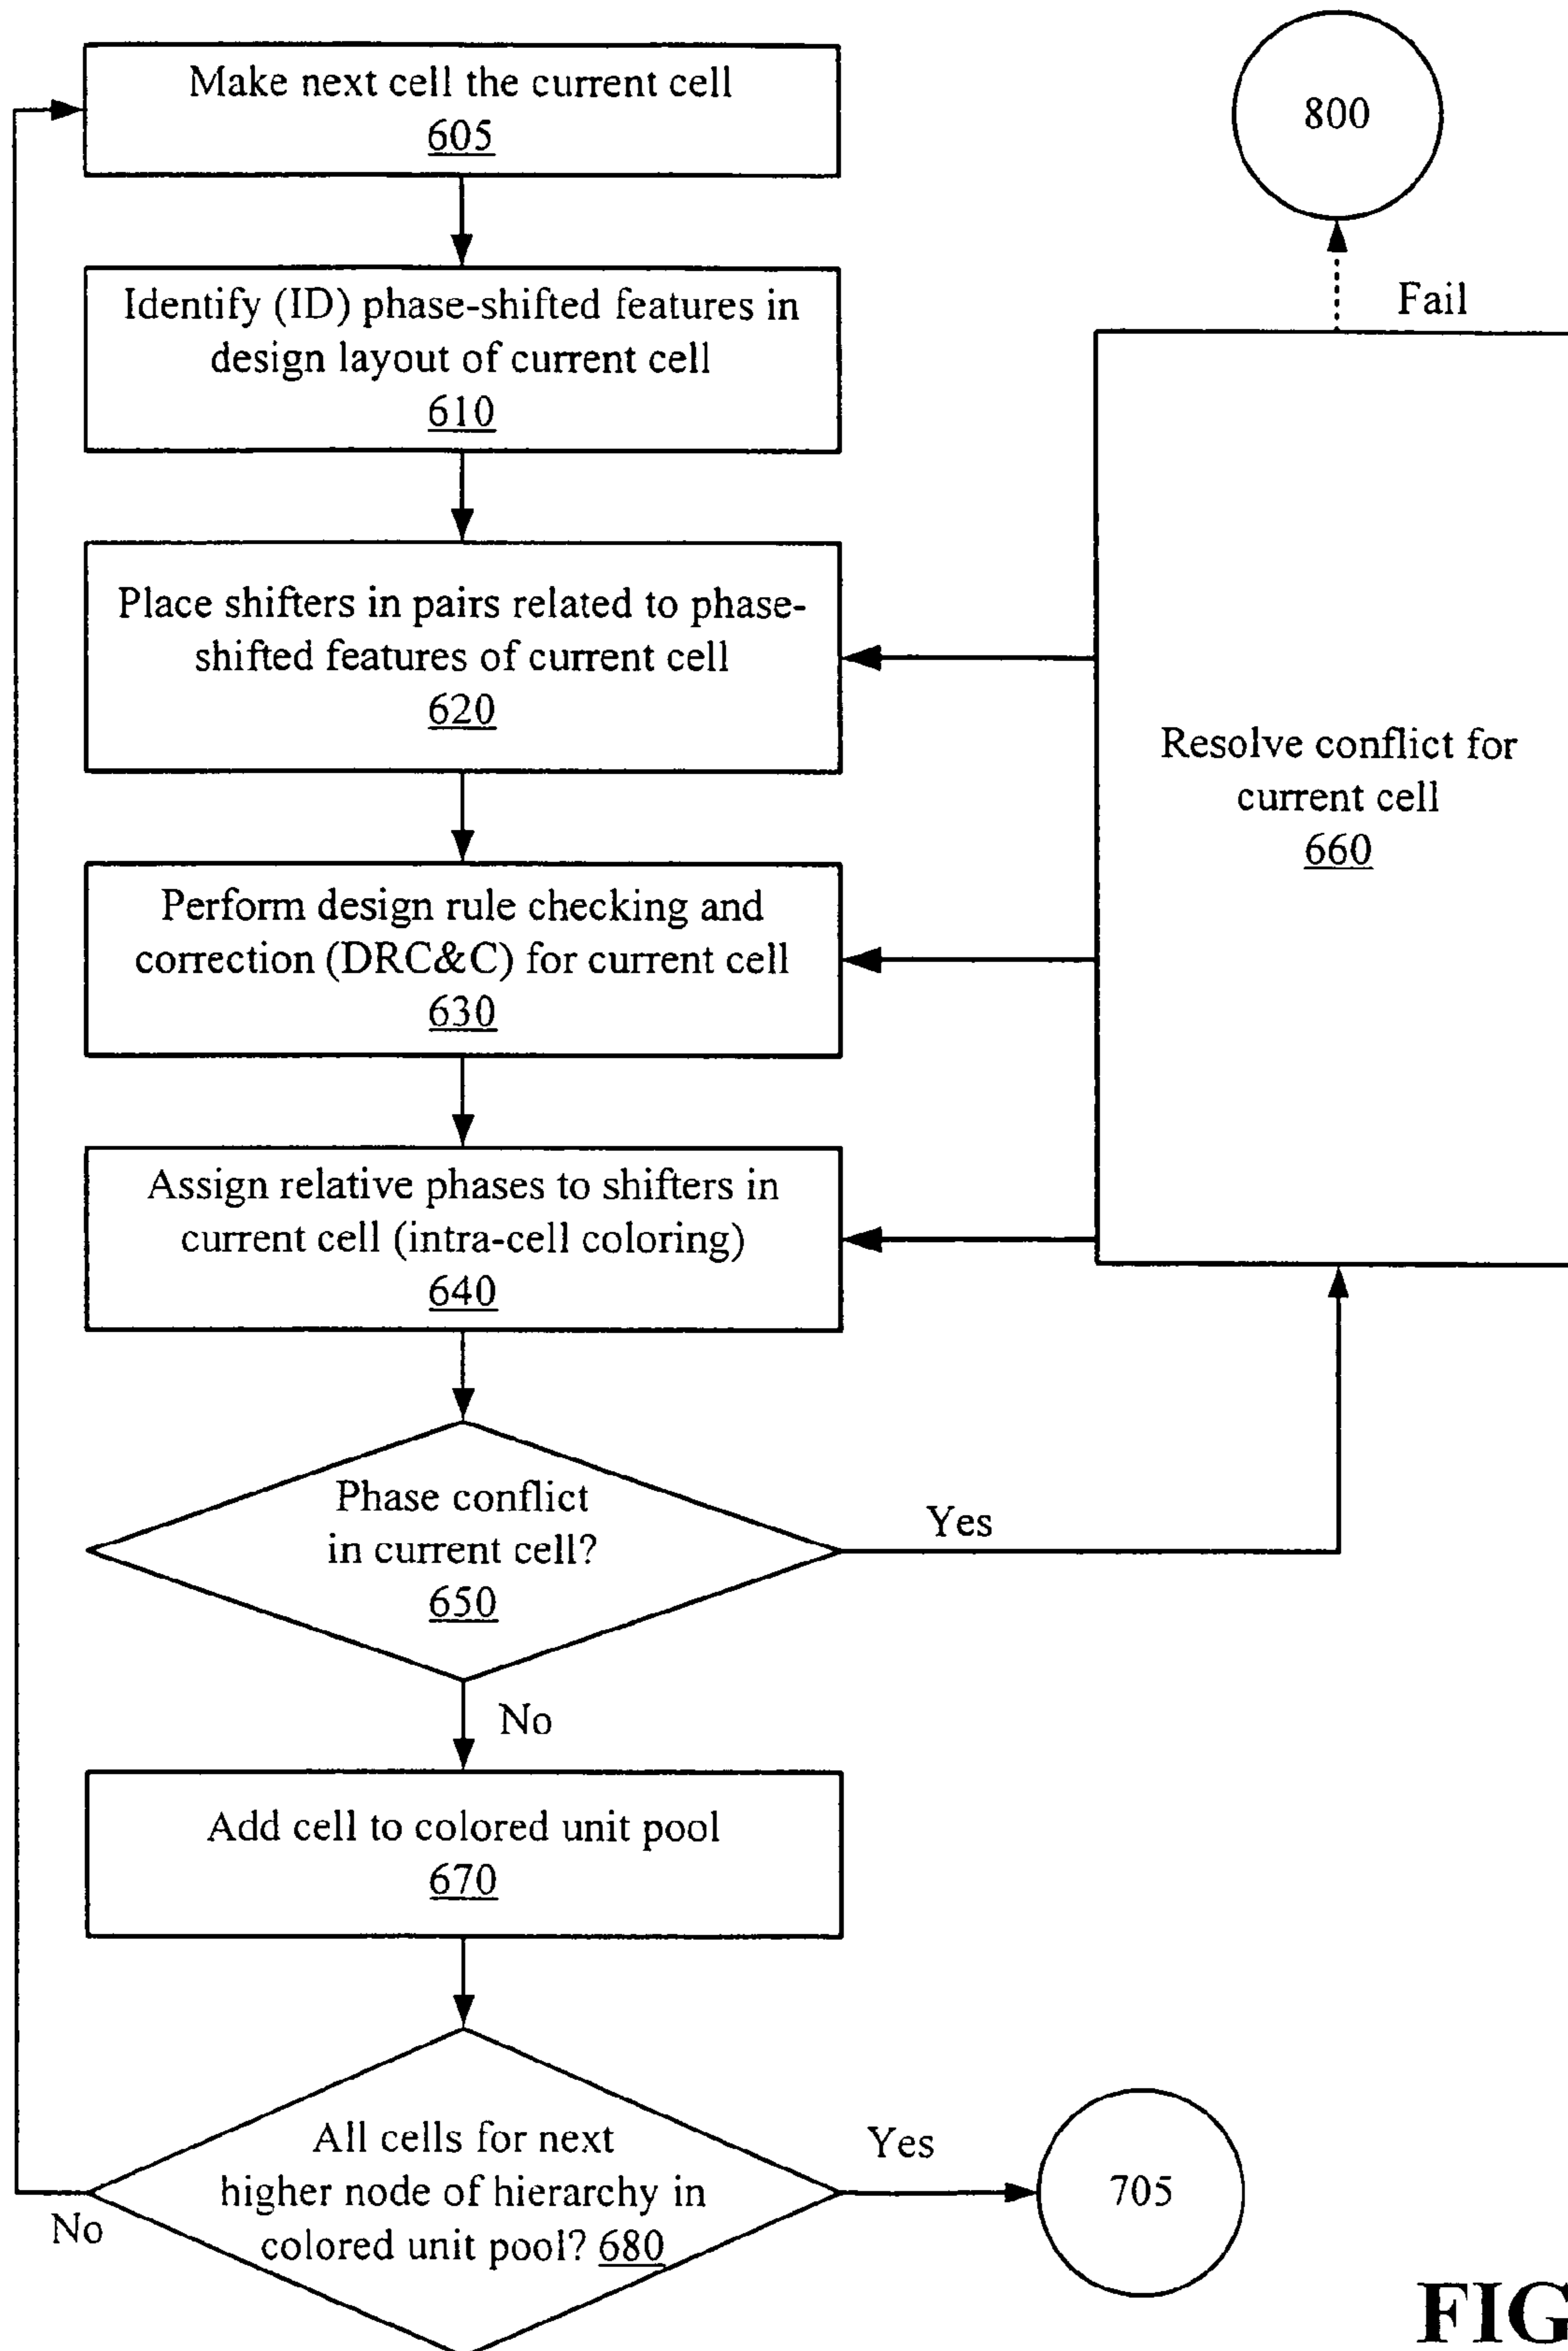 Make next cell the current cell
605
800
Identify (ID) phase-shifted features in
design layout of current cell
610
Fail
Place shifters in pairs related to phase-
shifted features of current cell
620
Resolve conflict for
current cell
660
Perform design rule checking and
correction (DRC&C) for current cell
630
Assign relative phases to shifters in
current cell (intra-cell coloring)
640
Phase conflict
in current cell?
650
Yes
No
Add cell to colored unit pool
670
All cells for next
higher node of hierarchy in
colored unit pool? 680
Yes
705
No
FIG